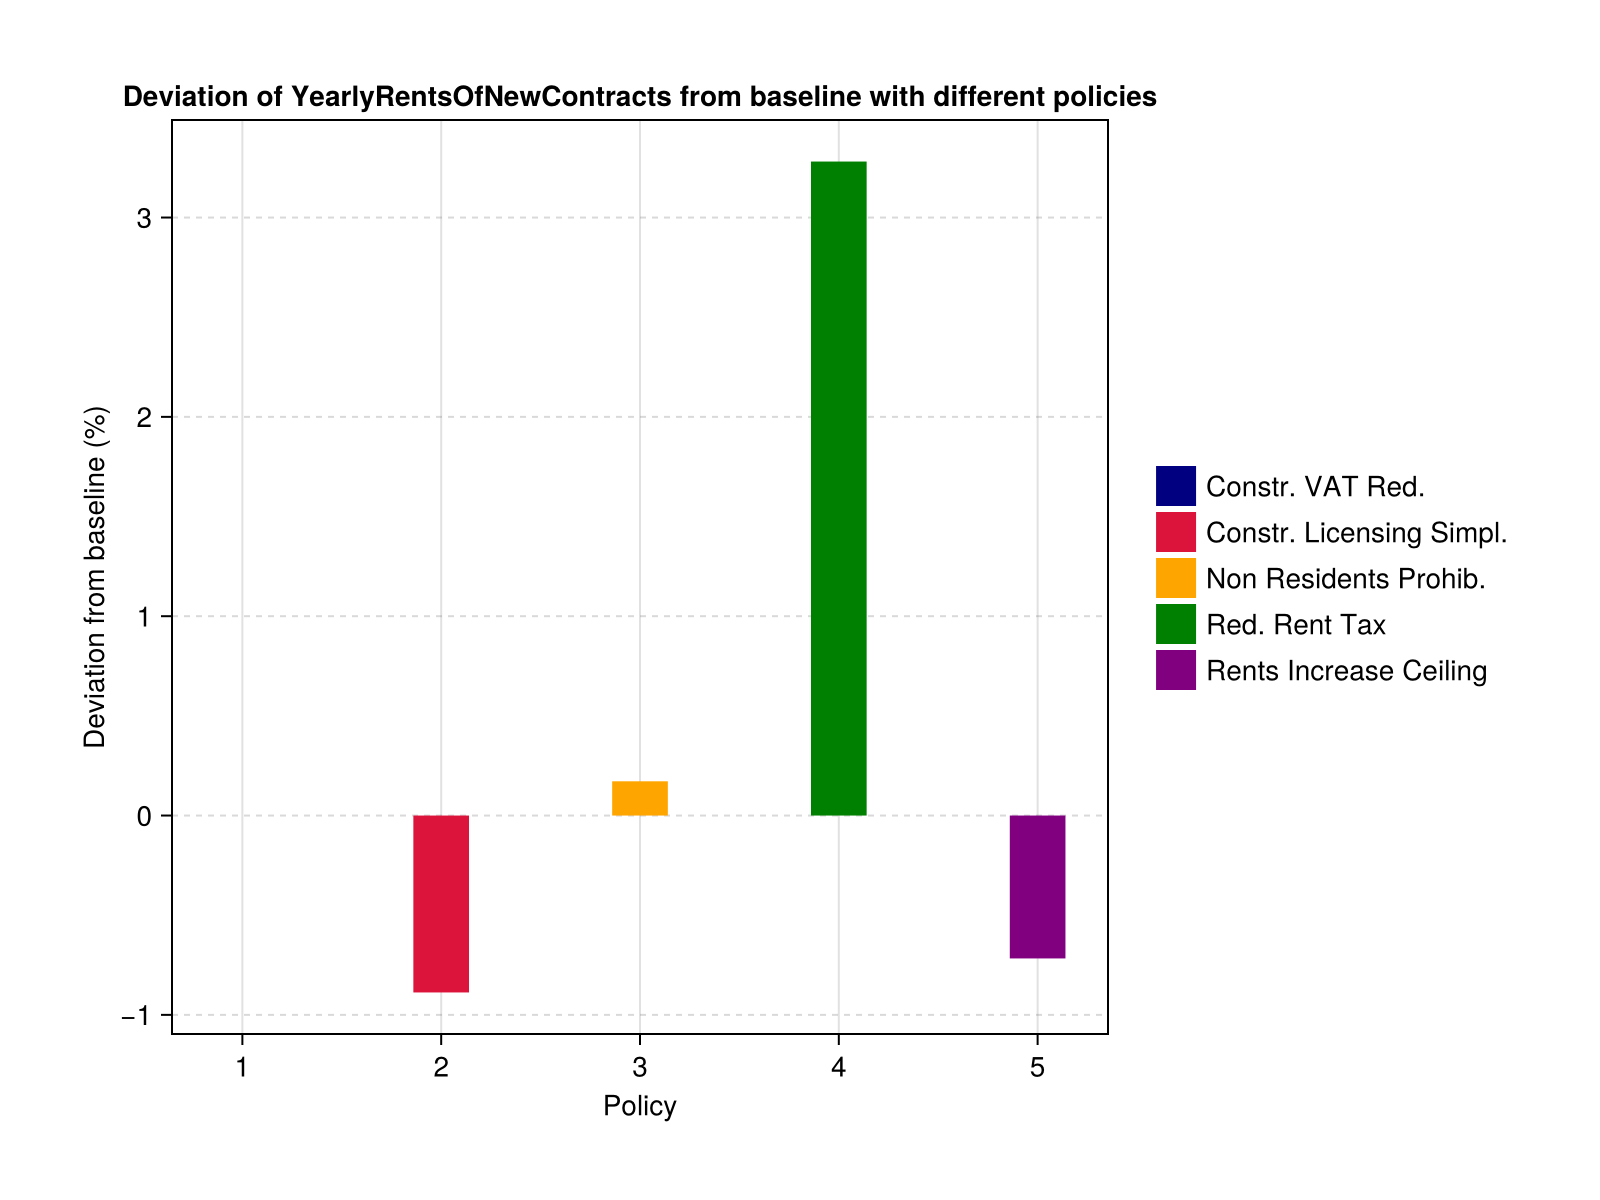 Deviation of YearlyRentsOfNewContracts from baseline with different policies
Deviation from baseline (%)
3
2
1
0
−1
1 2 3 4 5
Policy
Constr. VAT Red.
Constr. Licensing Simpl.
Non Residents Prohib.
Red. Rent Tax
Rents Increase Ceiling